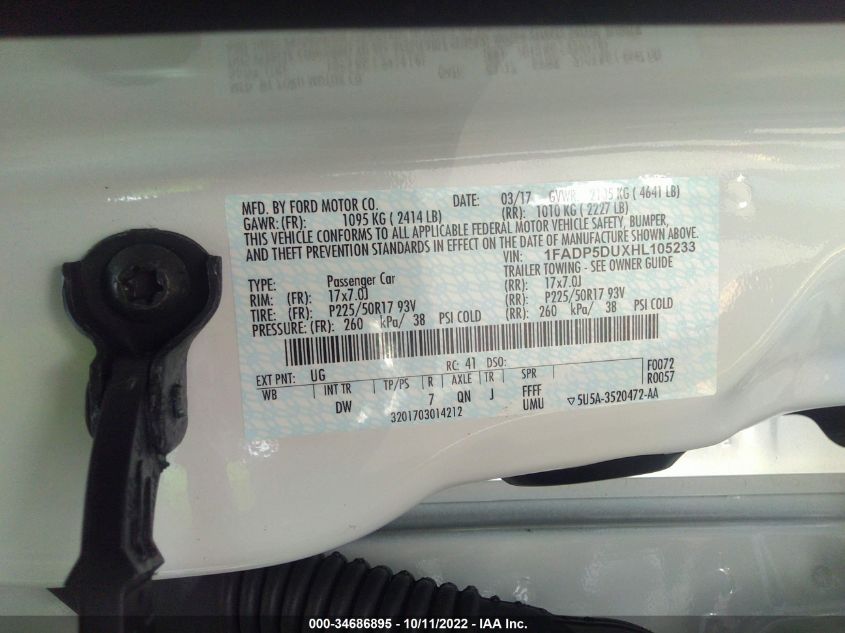 MFD. BY FORD MOTOR CO. DATE: 03/17 GVWR KG ( 4641 LB)
GAWR: (FR): 1095 KG ( 2414 LB) (RR): 1010 KG ( 2227 LB)
THIS VEHICLE CONFORMS TO ALL APPLICABLE FEDERAL MOTOR VEHICLE SAFETY, BUMPER,
AND THEFT PREVENTION STANDARDS IN EFFECT ON THE DATE OF MANUFACTURE SHOWN ABOVE.
VIN: 1FADP5DUXHL105233
TYPE: Passenger Car TRAILER TOWING - SEE OWNER GUIDE
RIM: (FR): 17x7.0J (RR): 17x7.0J
TIRE: (FR): P225/50R17 93V (RR): P225/50R17 93V
PRESSURE: (FR): 260 kPa/ 38 PSI COLD (RR): 260 kPa/ 38 PSI COLD
EXT PNT: UG RC: 41 DSO: F0072
WB INT TR TP/PS R AXLE TR SPR R0057
DW 7 QN J FFFF
UMU ▽5U5A-3520472-AA
3201703014212
000-34686895 - 10/11/2022 - IAA Inc.